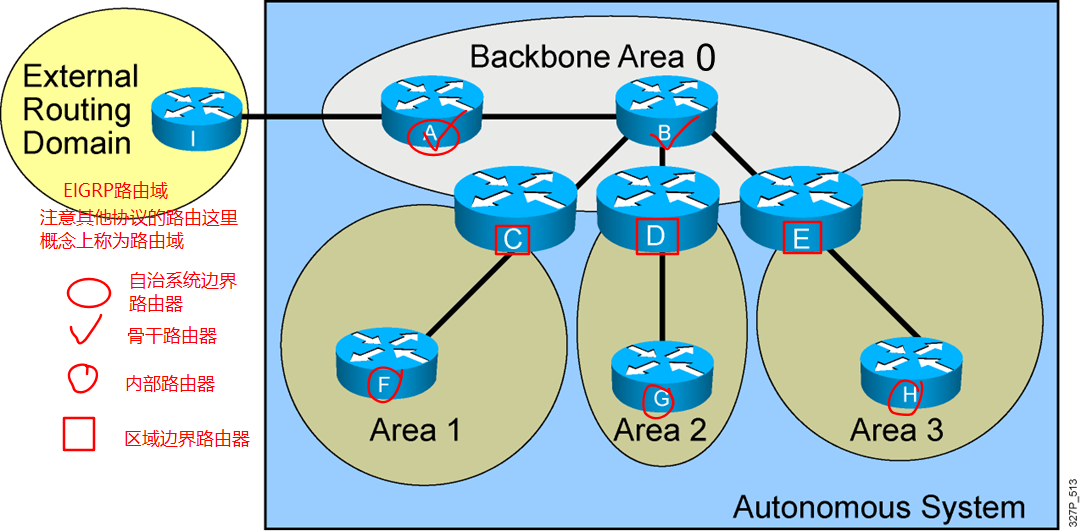 External
Routing
Domain
I
EIGRP路由域
注意其他协议的路由这里
概念上称为路由域
自治系统边界
路由器
骨干路由器
内部路由器
区域边界路由器
Backbone Area 0
A
B
C
D
E
F
G
H
Area 1
Area 2
Area 3
Autonomous System
327P_513